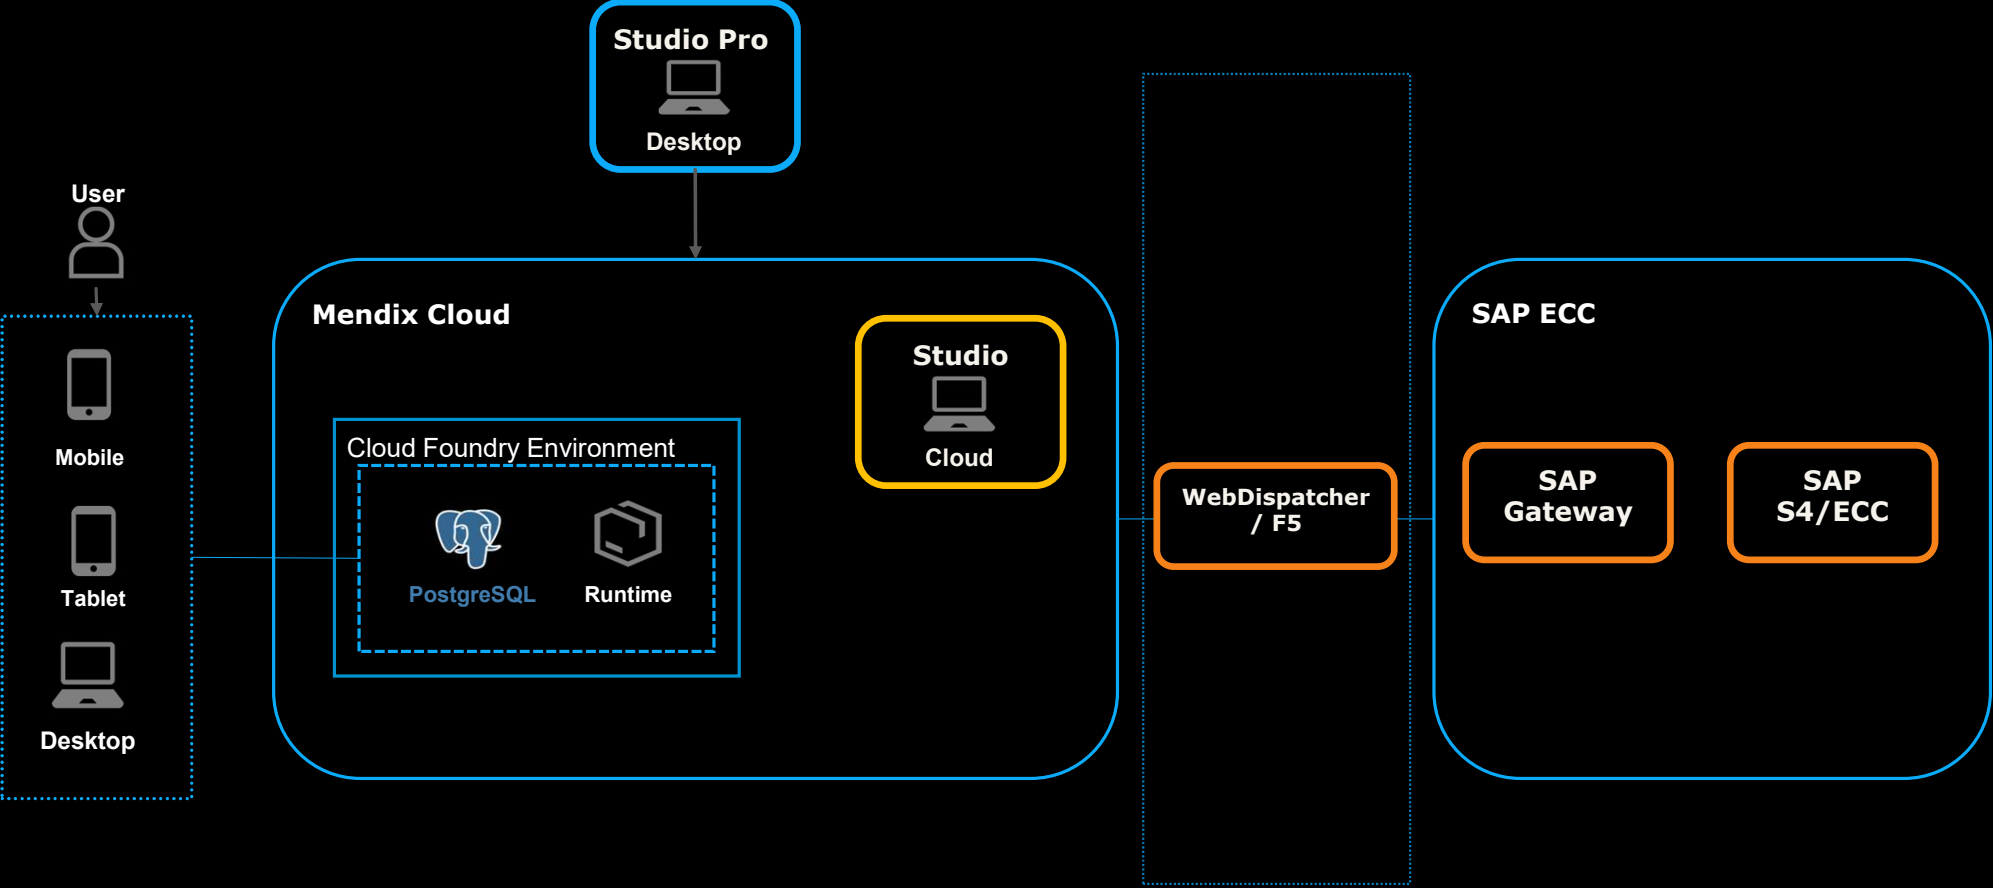 Studio Pro
Desktop
User
Mobile
Tablet
Desktop
Mendix Cloud
Studio
Cloud
Cloud Foundry Environment
PostgreSQL
Runtime
WebDispatcher
/ F5
SAP ECC
SAP
Gateway
SAP
S4/ECC